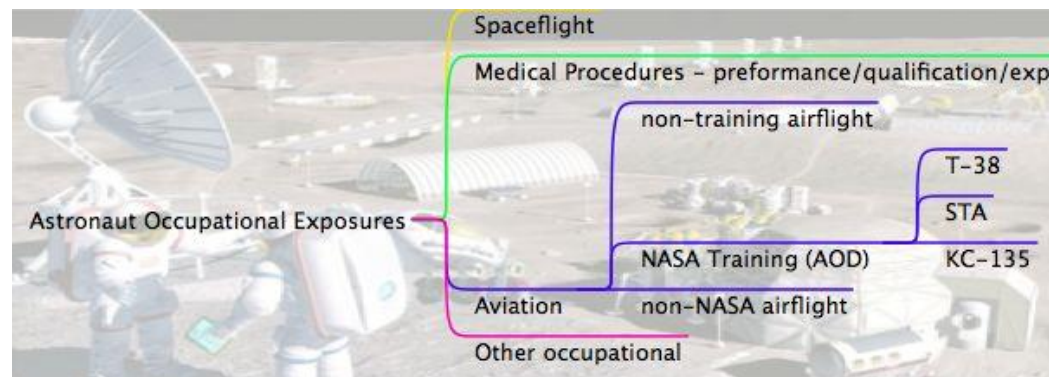 Spaceflight
Medical Procedures - preformance/qualification/exp
non-training airflight
T-38
STA
Astronaut Occupational Exposures
NASA Training (AOD)
KC-135
Aviation
non-NASA airflight
Other occupational